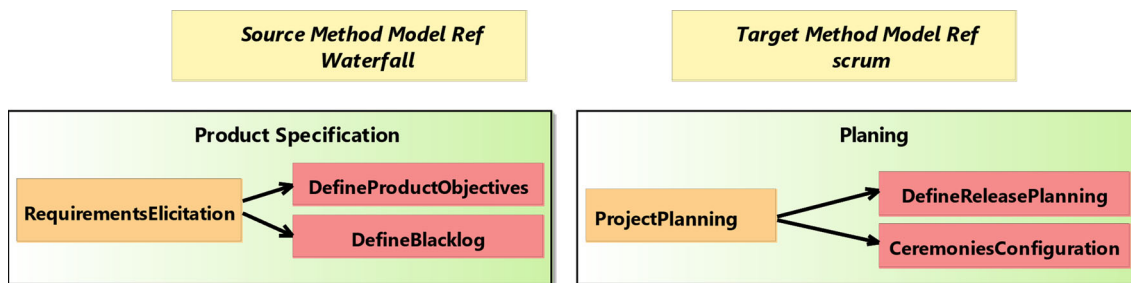 Source Method Model Ref
Waterfall
Target Method Model Ref
scrum
Product Specification
RequirementsElicitation
DefineProductObjectives
DefineBlacklog
Planing
ProjectPlanning
DefineReleasePlanning
CeremoniesConfiguration